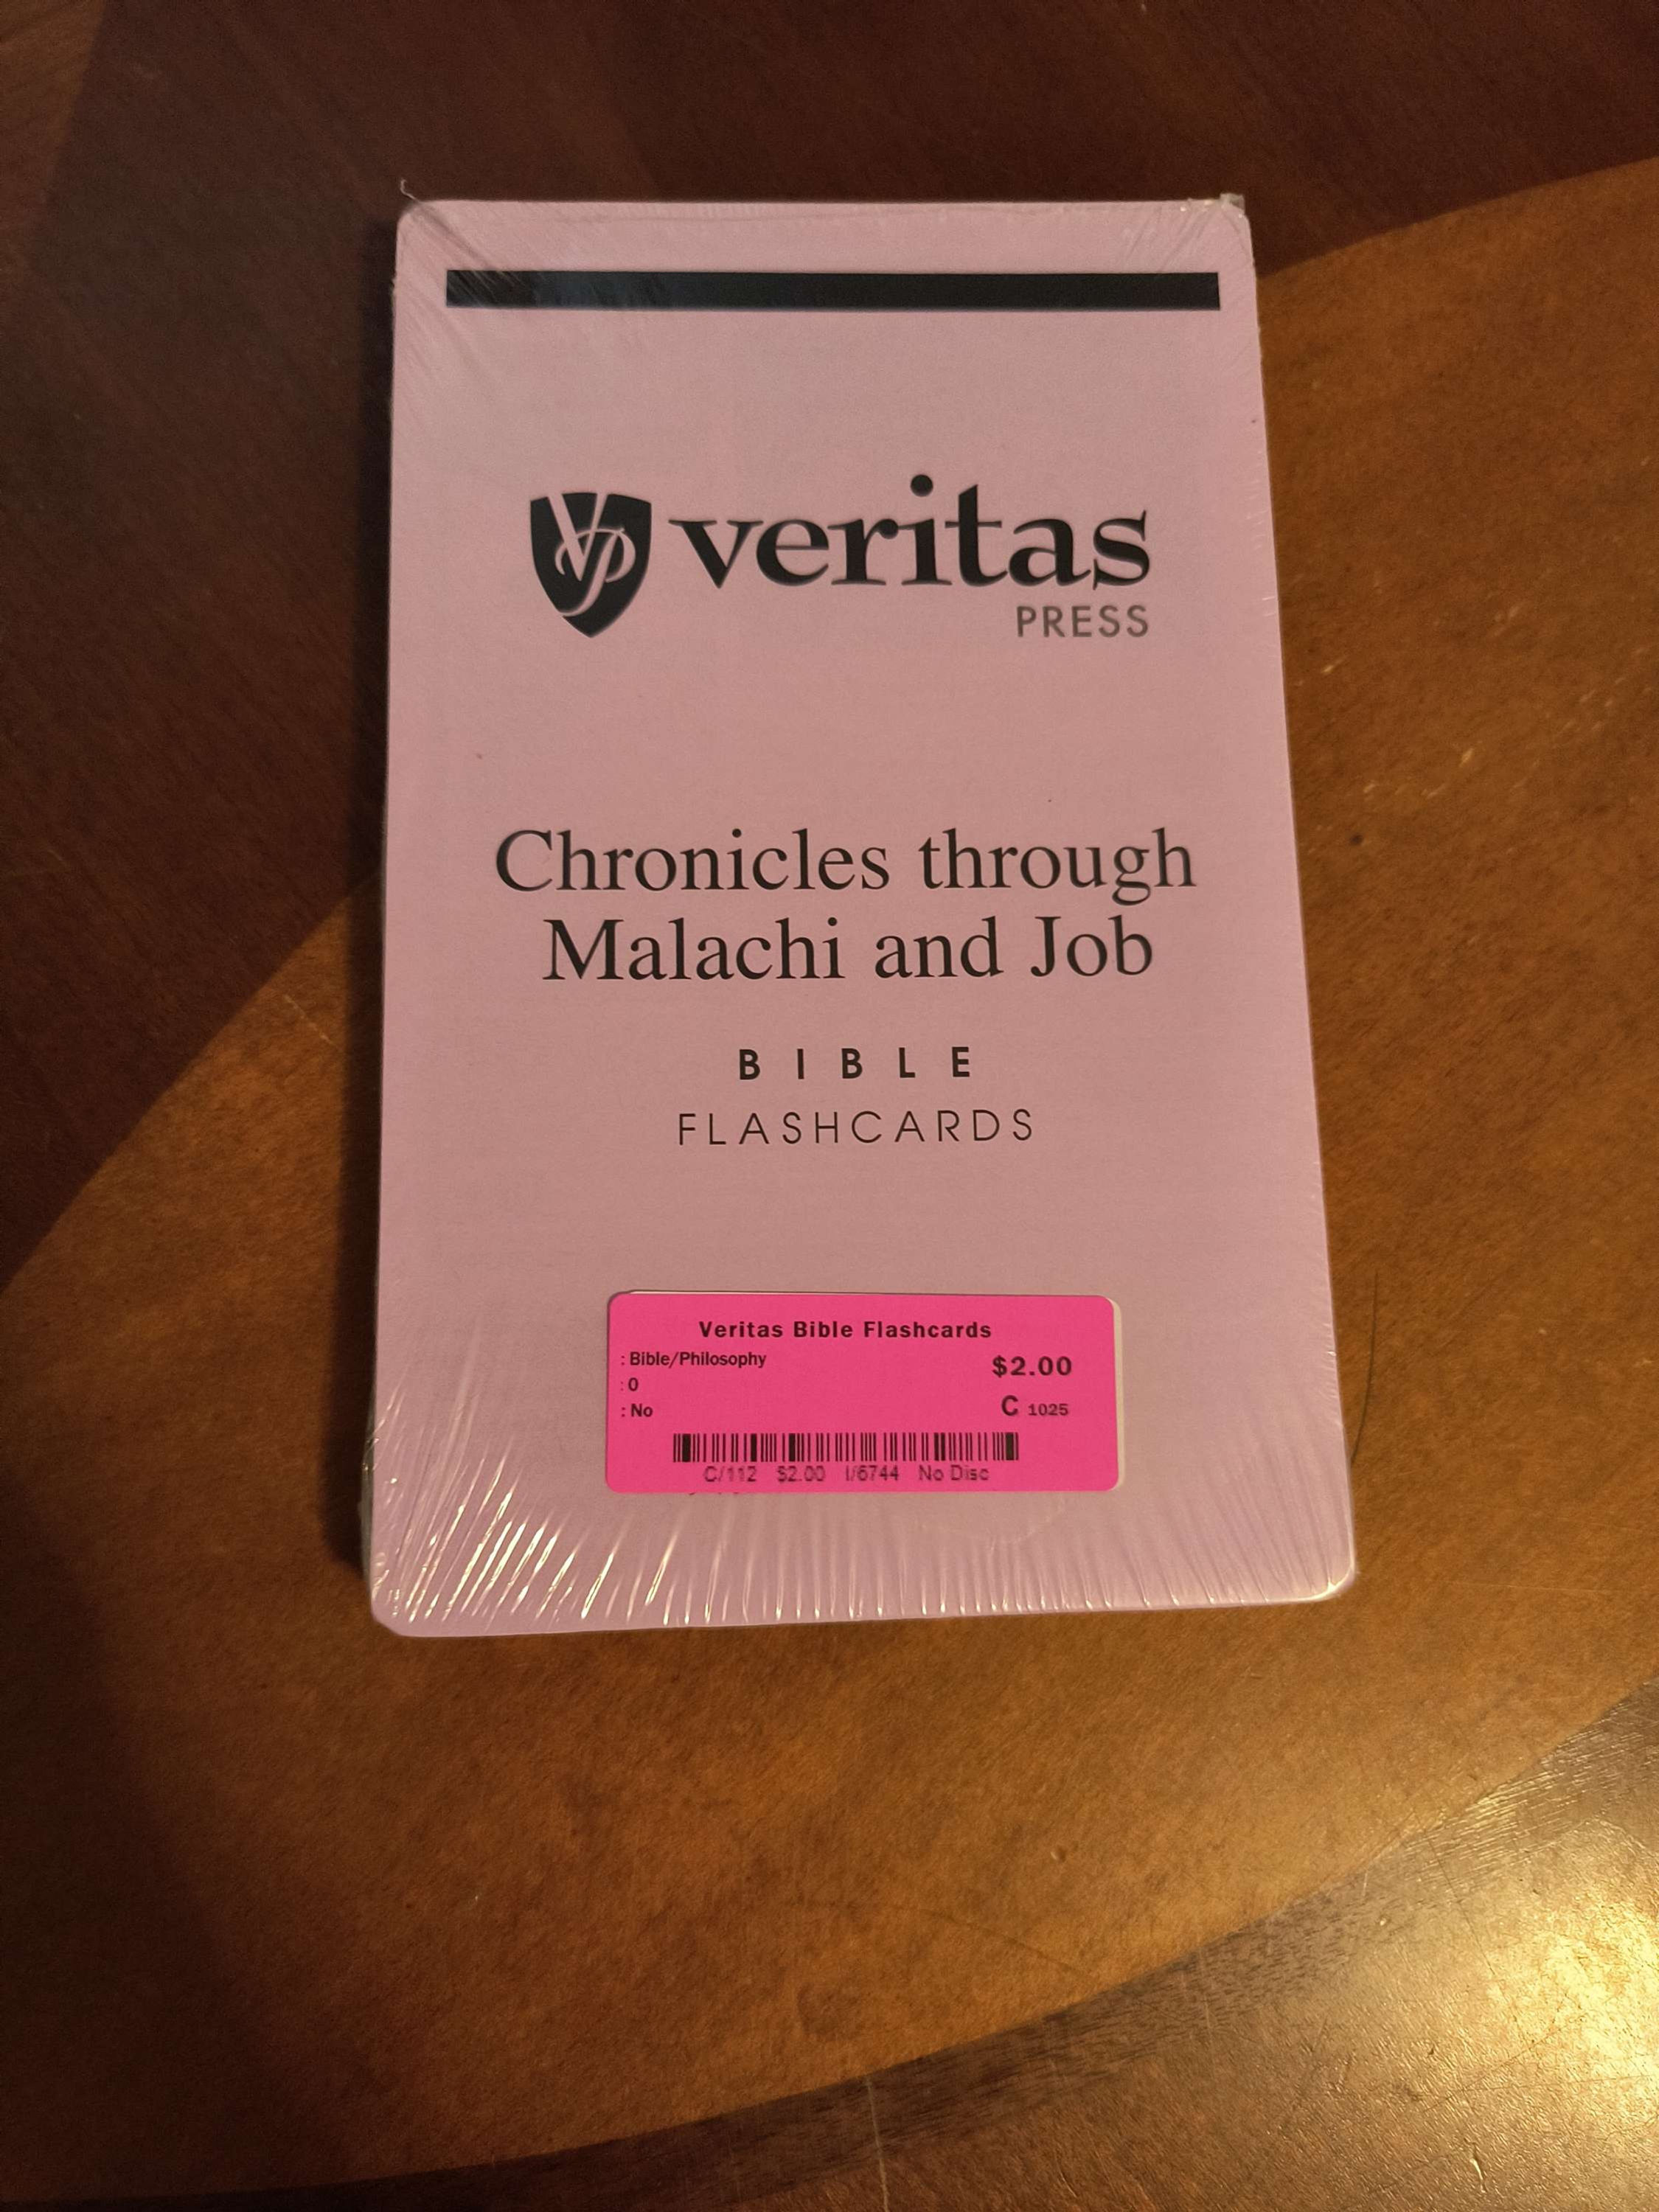 VP veritas
PRESS
Chronicles through
Malachi and Job
BIBLE
FLASHCARDS
Veritas Bible Flashcards
: Bible/Philosophy
$2.00
: 0
: No
C 1025
C/112 $2.00 I/6744 No Disc